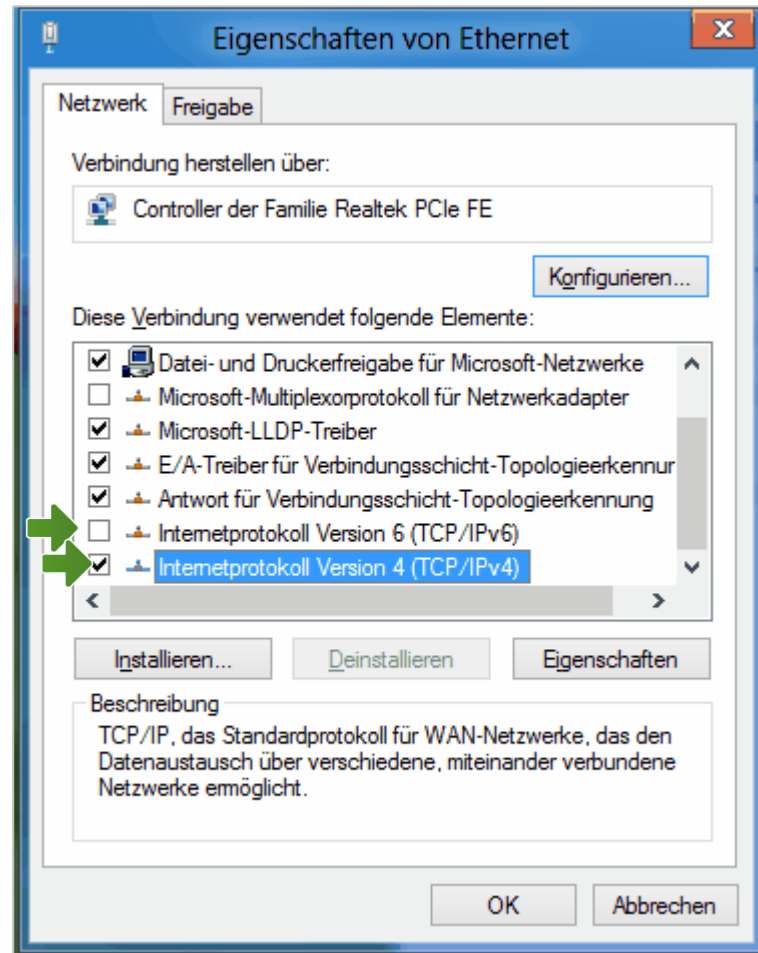 Eigenschaften von Ethernet
Netzwerk
Freigabe
Verbindung herstellen über:
Controller der Familie Realtek PCIe FE
Konfigurieren...
Diese Verbindung verwendet folgende Elemente:
Datei- und Druckerfreigabe für Microsoft-Netzwerke
Microsoft-Multiplexorprotokoll für Netzwerkadapter
Microsoft-LLDP-Treiber
E/A-Treiber für Verbindungsschicht-Topologieerkennur
Antwort für Verbindungsschicht-Topologieerkennung
Internetprotokoll Version 6 (TCP/IPv6)
Internetprotokoll Version 4 (TCP/IPv4)
Installieren...
Deinstallieren
Eigenschaften
Beschreibung
TCP/IP, das Standardprotokoll für WAN-Netzwerke, das den
Datenaustausch über verschiedene, miteinander verbundene
Netzwerke ermöglicht.
OK
Abbrechen